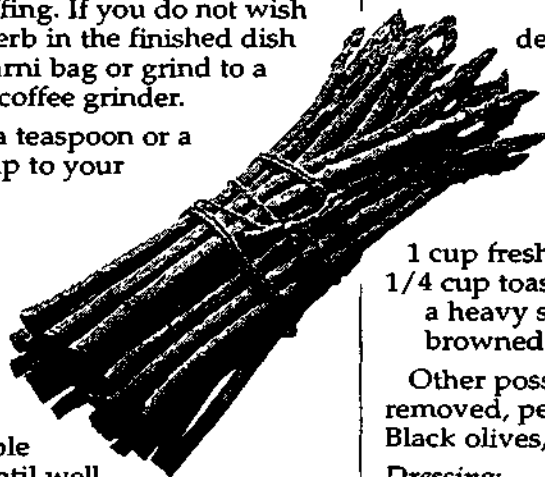 ffing. If you do not wish
erb in the finished dish
rni bag or grind to a
coffee grinder.
a teaspoon or a
p to your
ple
ntil well
de
1 cup fresh
1/4 cup toas
a heavy s
browned
Other poss
removed, pe
Black olives,
Dressing: